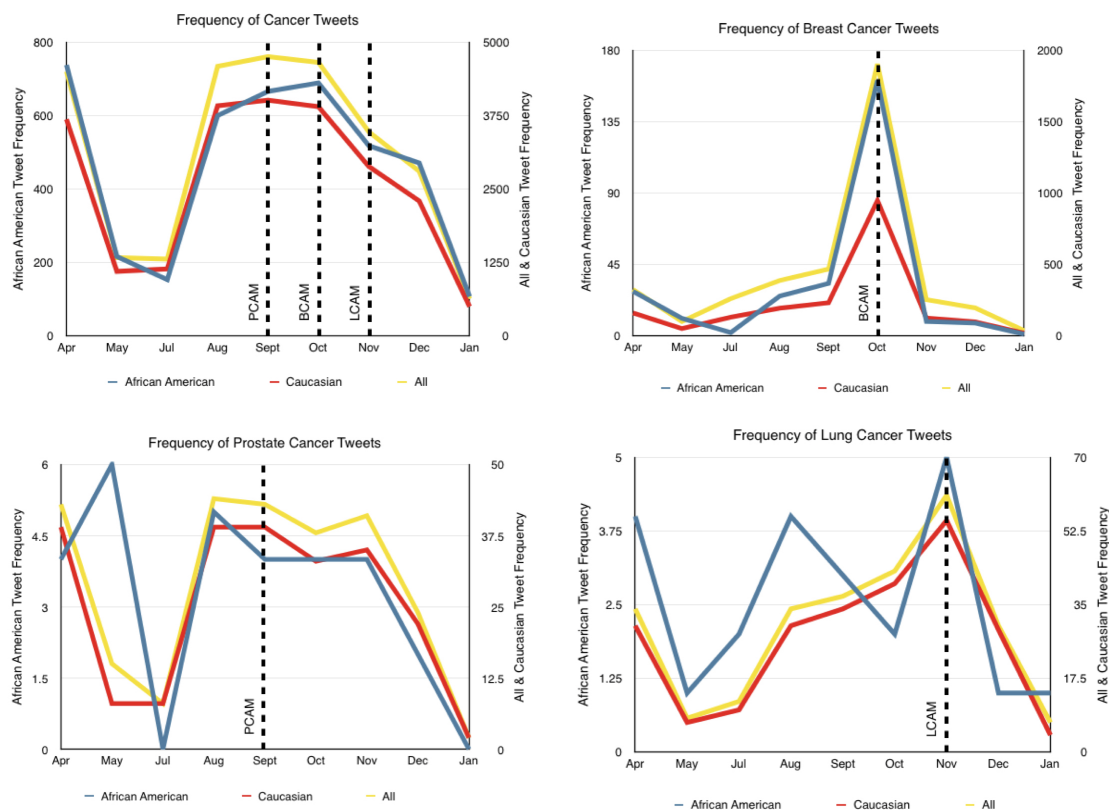 Frequency of Cancer Tweets
African American Tweet Frequency
800
600
400
200
0
All & Caucasian Tweet Frequency
5000
3750
2500
1250
0
PCAM
BCAM
LCAM
Apr May Jul Aug Sept Oct Nov Dec Jan
African American Caucasian All
Frequency of Breast Cancer Tweets
African American Tweet Frequency
180
135
90
45
0
All & Caucasian Tweet Frequency
2000
1500
1000
500
0
BCAM
Apr May Jul Aug Sept Oct Nov Dec Jan
African American Caucasian All
Frequency of Prostate Cancer Tweets
African American Tweet Frequency
6
4.5
3
1.5
0
All & Caucasian Tweet Frequency
50
37.5
25
12.5
0
PCAM
Apr May Jul Aug Sept Oct Nov Dec Jan
African American Caucasian All
Frequency of Lung Cancer Tweets
African American Tweet Frequency
5
3.75
2.5
1.25
0
All & Caucasian Tweet Frequency
70
52.5
35
17.5
0
LCAM
Apr May Jul Aug Sept Oct Nov Dec Jan
African American Caucasian All